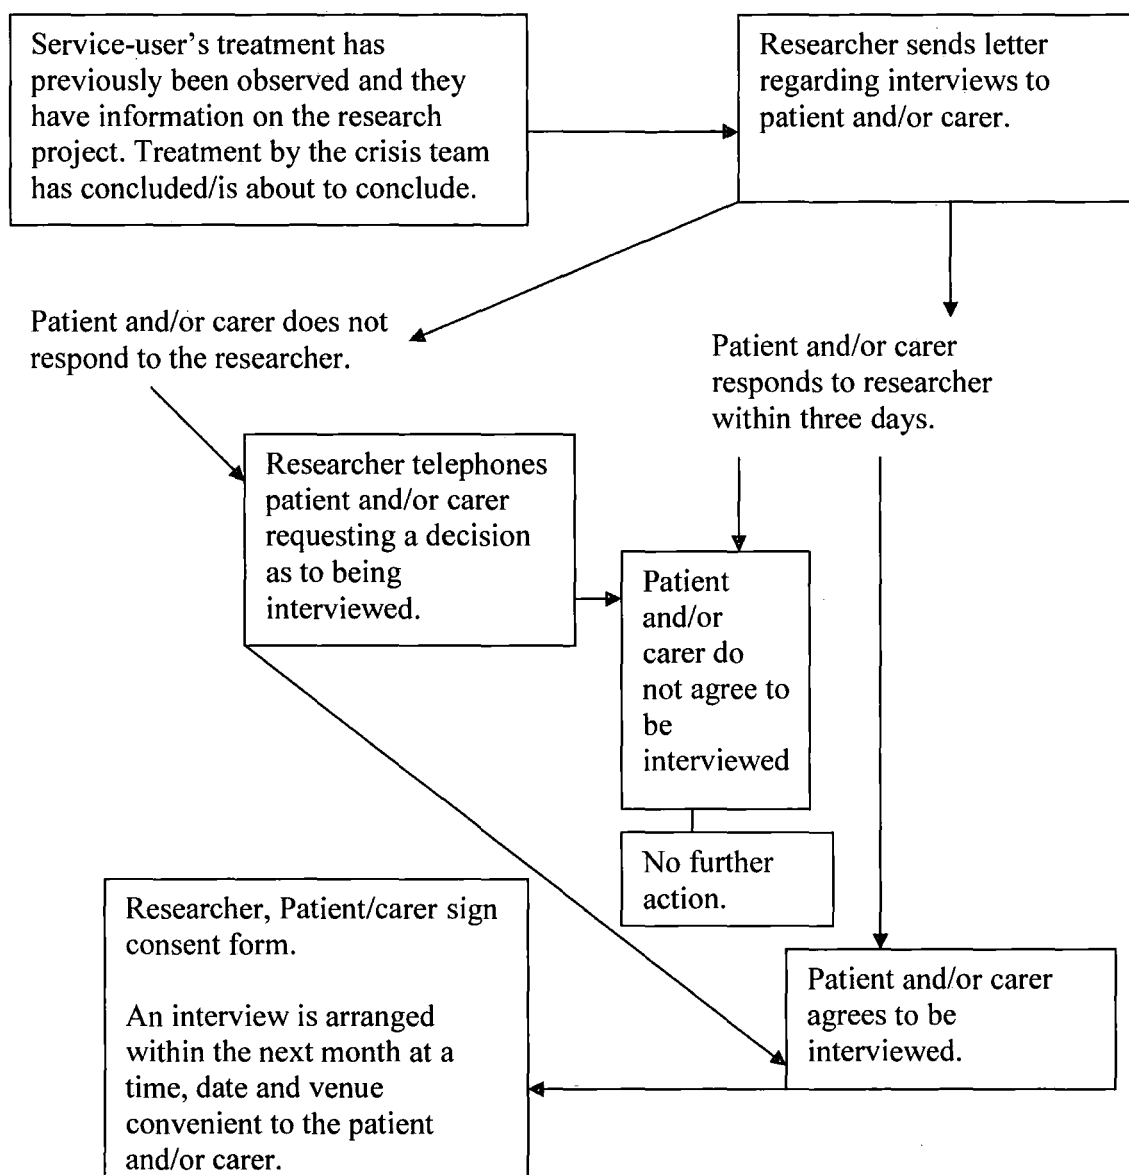 Service-user's treatment has
previously been observed and they
have information on the research
project. Treatment by the crisis team
has concluded/is about to conclude.
Researcher sends letter
regarding interviews to
patient and/or carer.
Patient and/or carer does not
respond to the researcher.
Patient and/or carer
responds to researcher
within three days.
Researcher telephones
patient and/or carer
requesting a decision
as to being
interviewed.
Patient
and/or
carer do
not agree to
be
interviewed
No further
action.
Researcher, Patient/carer sign
consent form.
An interview is arranged
within the next month at a
time, date and venue
convenient to the patient
and/or carer.
Patient and/or carer
agrees to be
interviewed.